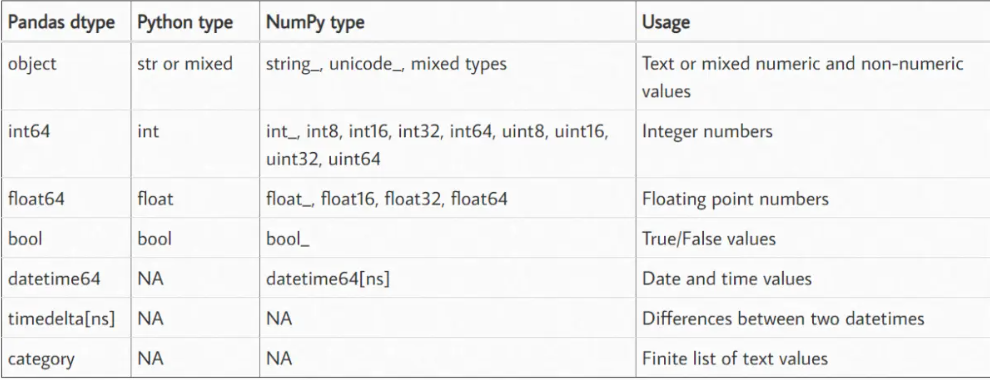 Pandas dtype Python type NumPy type Usage
object str or mixed string_, unicode_, mixed types Text or mixed numeric and non-numeric
values
int64 int int_, int8, int16, int32, int64, uint8, uint16, Integer numbers
uint32, uint64
float64 float float_, float16, float32, float64 Floating point numbers
bool bool bool_ True/False values
datetime64 NA datetime64[ns] Date and time values
timedelta[ns] NA NA Differences between two datetimes
category NA NA Finite list of text values